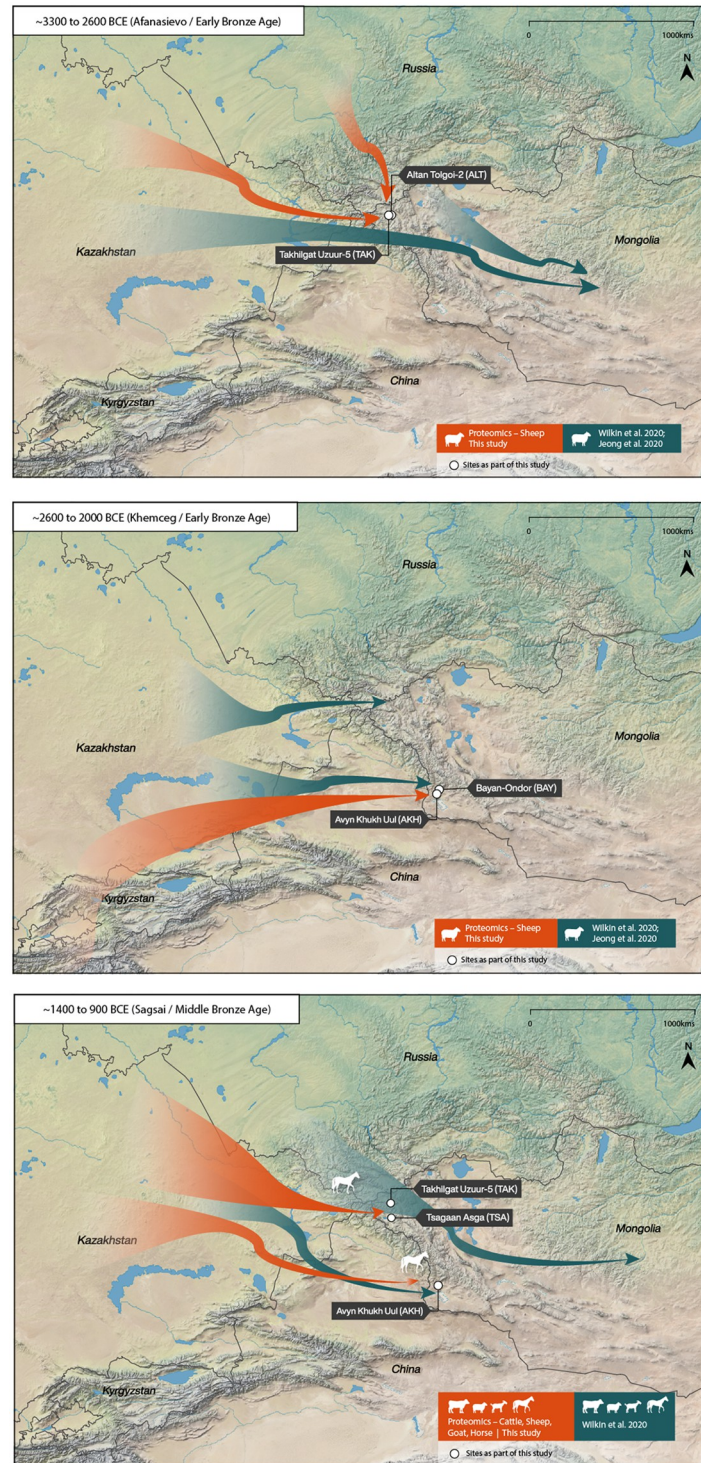 ~3300 to 2600 BCE (Afanasievo / Early Bronze Age)
0
1000kms
N
Russia
Altan Tolgoi-2 (ALT)
Mongolia
Kazakhstan
Takhilgat Uzuur-5 (TAK)
China
Kyrgyzstan
Proteomics – Sheep
This study
Wilkin et al. 2020;
Jeong et al. 2020
Sites as part of this study
~2600 to 2000 BCE (Khemceg / Early Bronze Age)
0
1000kms
N
Russia
Mongolia
Kazakhstan
Bayan-Ondor (BAY)
Avyn Khukh Uul (AKH)
China
Kyrgyzstan
Proteomics – Sheep
This study
Wilkin et al. 2020;
Jeong et al. 2020
Sites as part of this study
~1400 to 900 BCE (Sagsai / Middle Bronze Age)
0
1000kms
N
Russia
Takhilgat Uzuur-5 (TAK)
Tsagaan Asga (TSA)
Mongolia
Kazakhstan
Avyn Khukh Uul (AKH)
China
Kyrgyzstan
Proteomics – Cattle, Sheep,
Goat, Horse | This study
Wilkin et al. 2020
Sites as part of this study